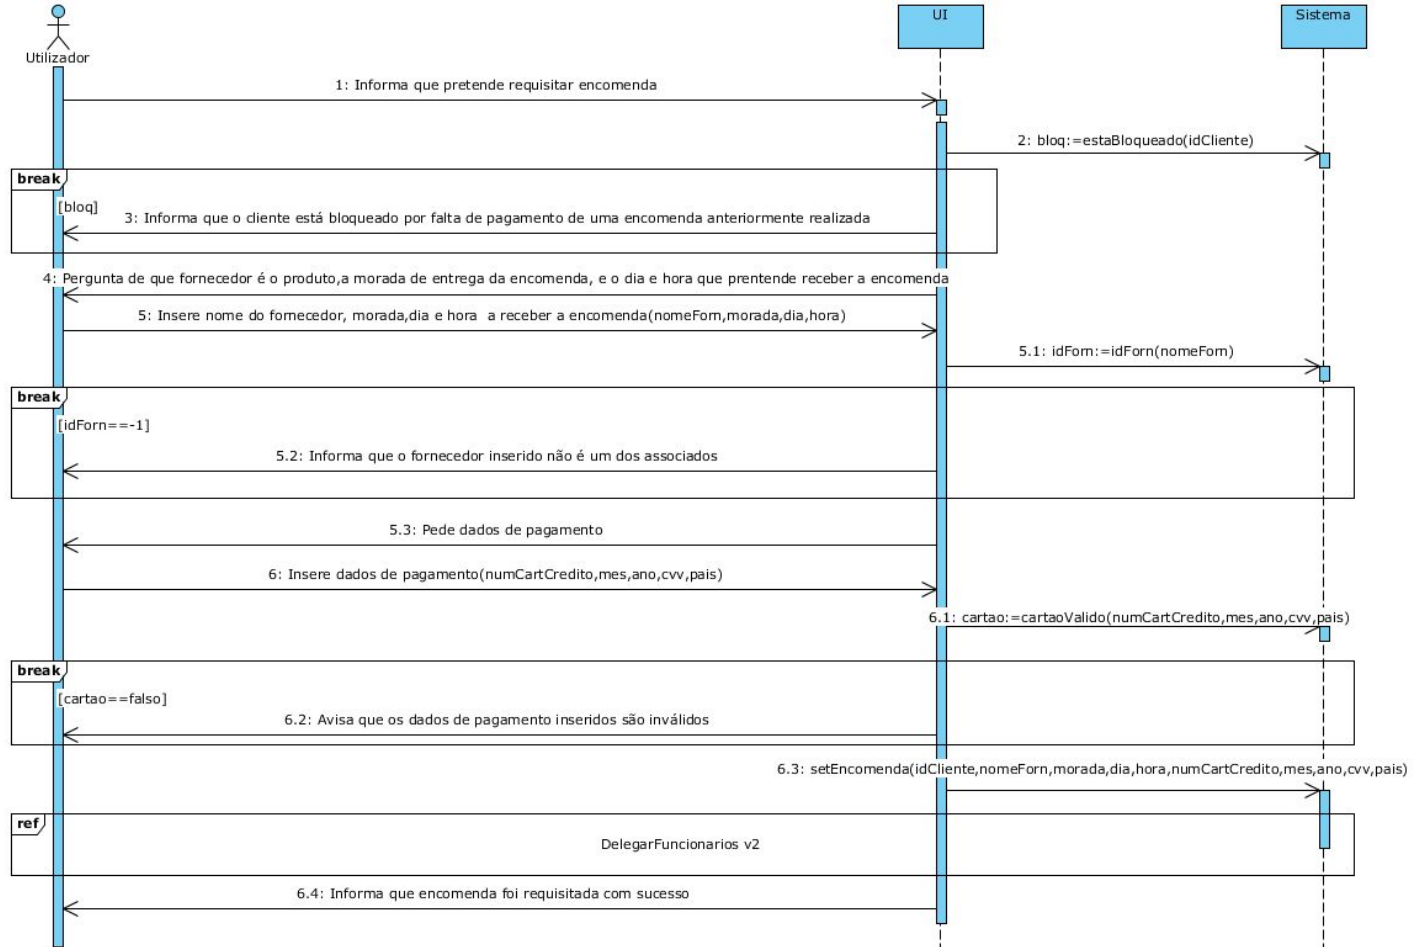 UI
Sistema
Utilizador
1: Informa que pretende requisitar encomenda
2: bloq:=estaBloqueado(idCliente)
break
[bloq]
3: Informa que o cliente está bloqueado por falta de pagamento de uma encomenda anteriormente realizada
4: Pergunta de que fornecedor é o produto,a morada de entrega da encomenda, e o dia e hora que prentende receber a encomenda
5: Insere nome do fornecedor, morada,dia e hora  a receber a encomenda(nomeForn,morada,dia,hora)
5.1: idForn:=idForn(nomeForn)
break
[idForn==-1]
5.2: Informa que o fornecedor inserido não é um dos associados
5.3: Pede dados de pagamento
6: Insere dados de pagamento(numCartCredito,mes,ano,cvv,pais)
6.1: cartao:=cartaoValido(numCartCredito,mes,ano,cvv,pais)
break
[cartao==falso]
6.2: Avisa que os dados de pagamento inseridos são inválidos
6.3: setEncomenda(idCliente,nomeForn,morada,dia,hora,numCartCredito,mes,ano,cvv,pais)
ref
DelegarFuncionarios v2
6.4: Informa que encomenda foi requisitada com sucesso